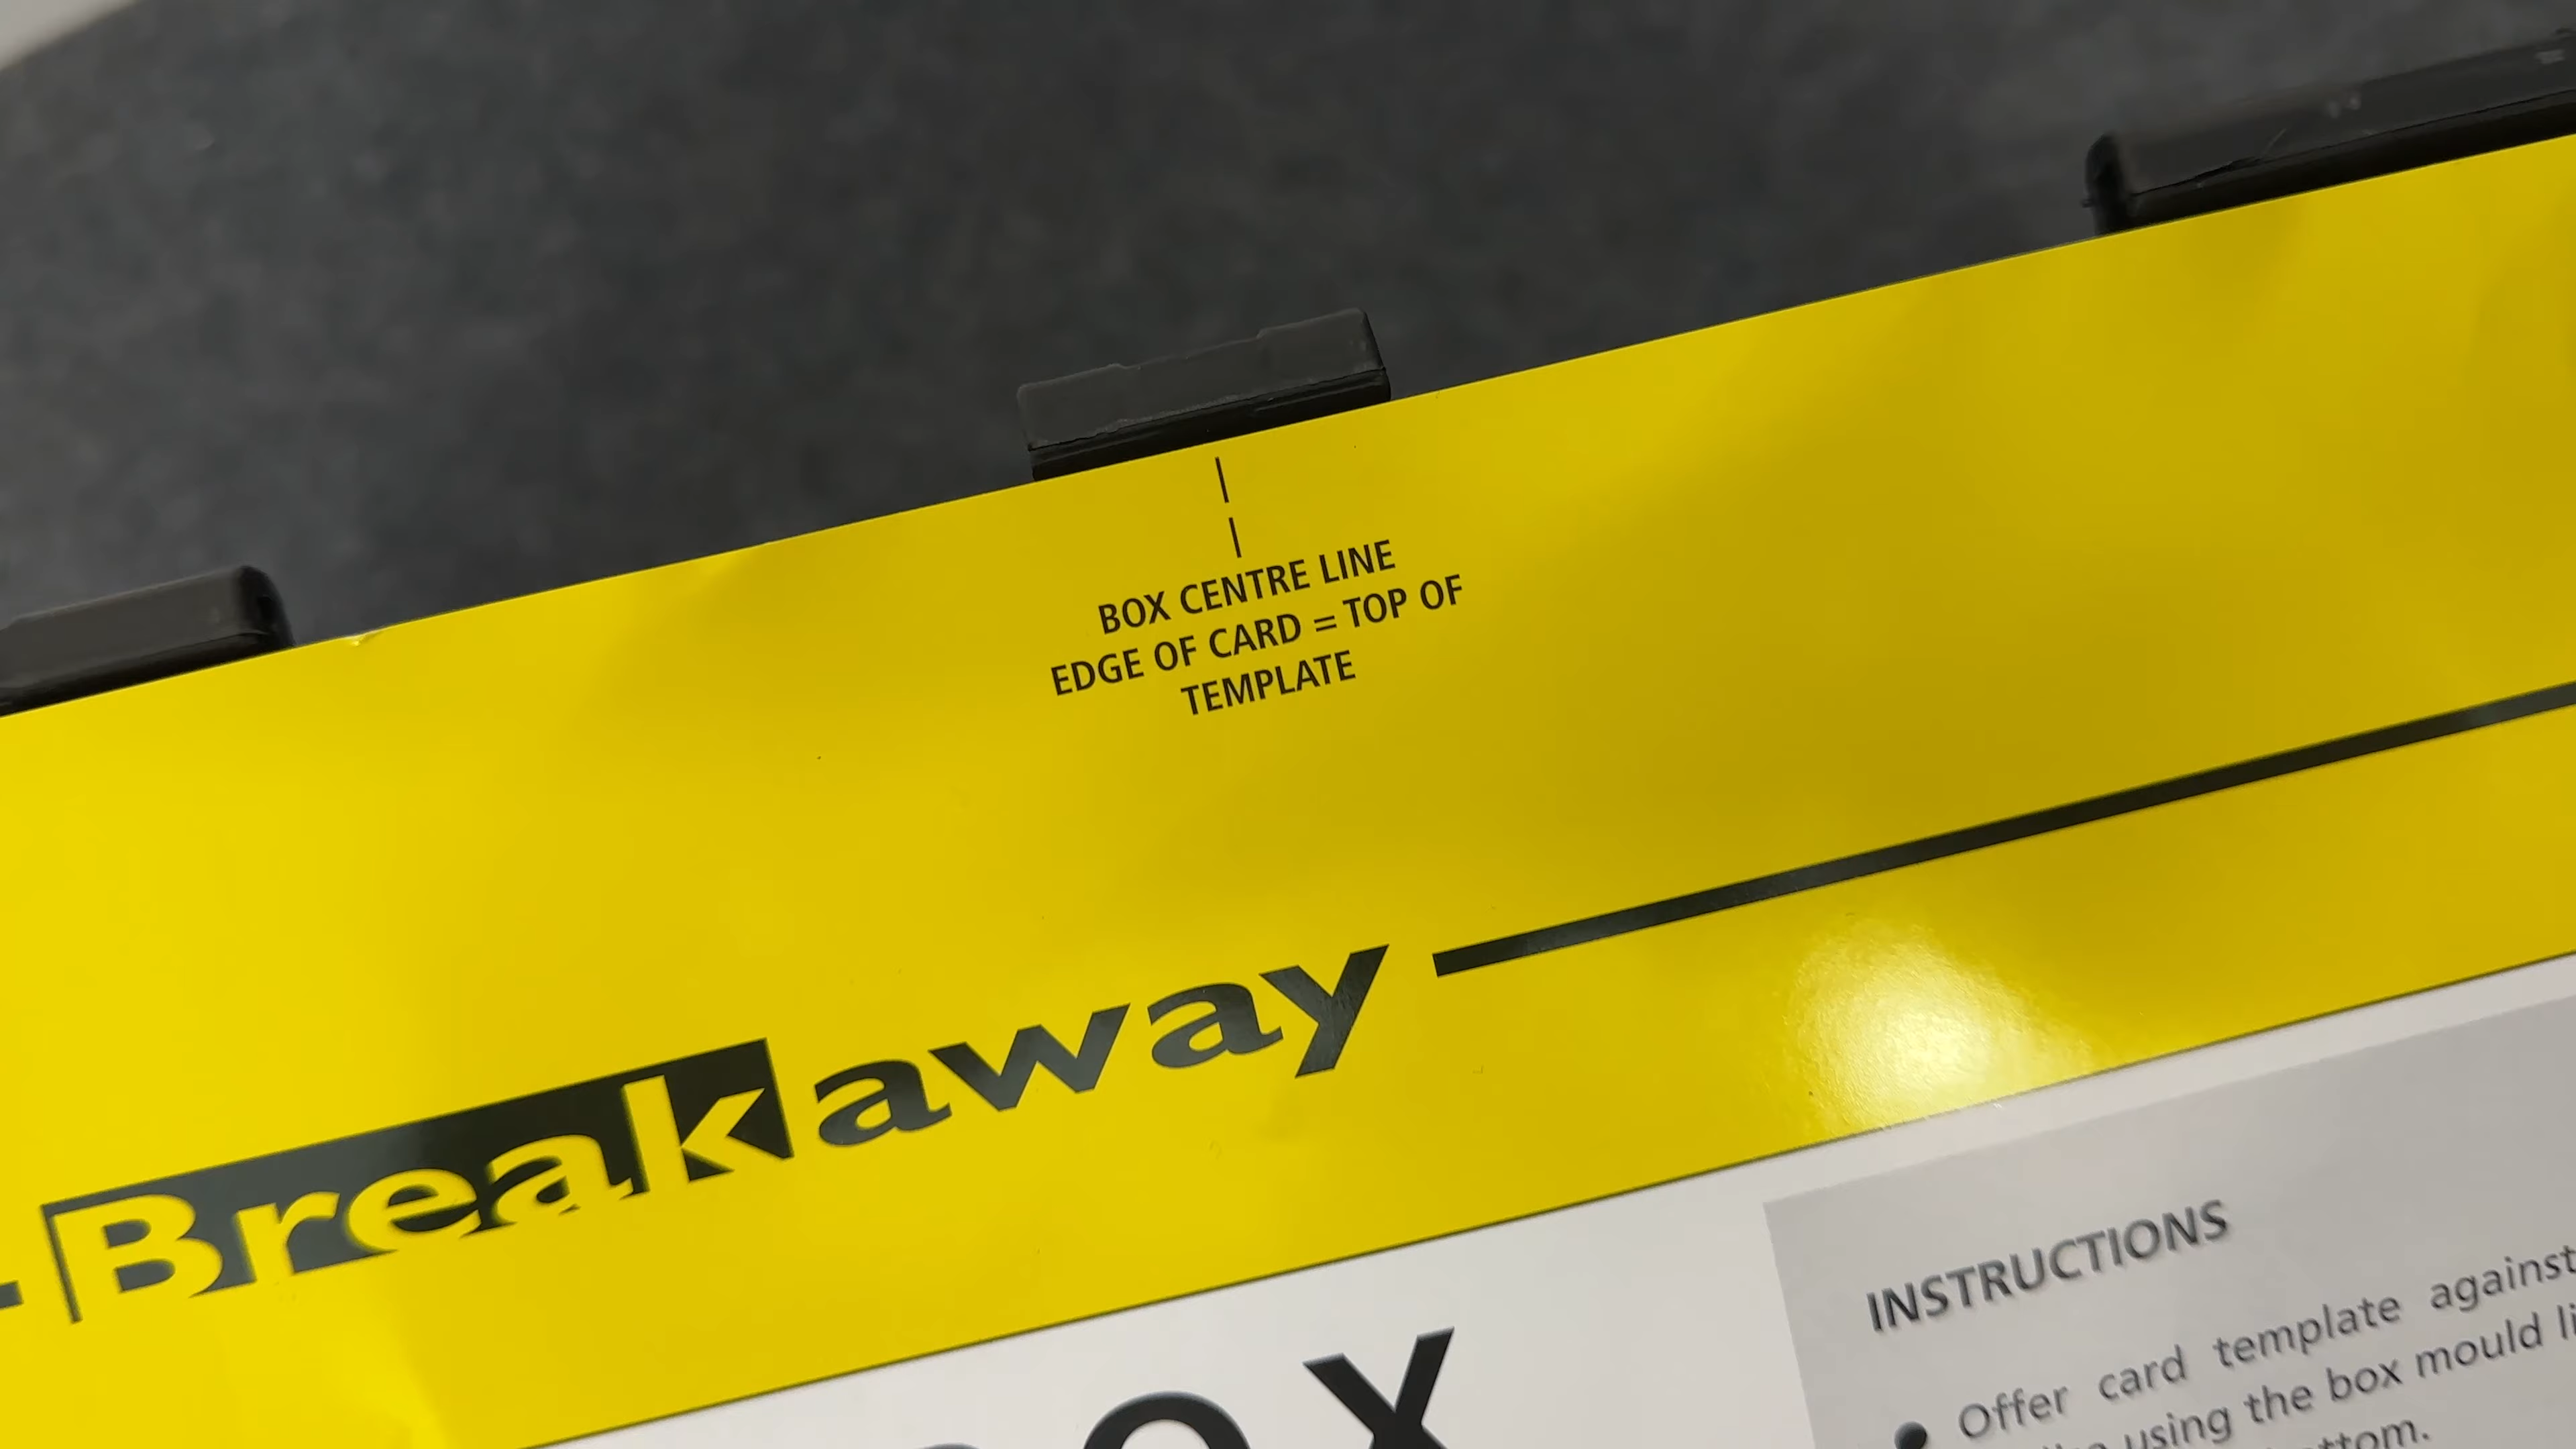 BOX CENTRE LINE
EDGE OF CARD = TOP OF
TEMPLATE
Breakaway
OX
INSTRUCTIONS
Offer card template against
using the box mould